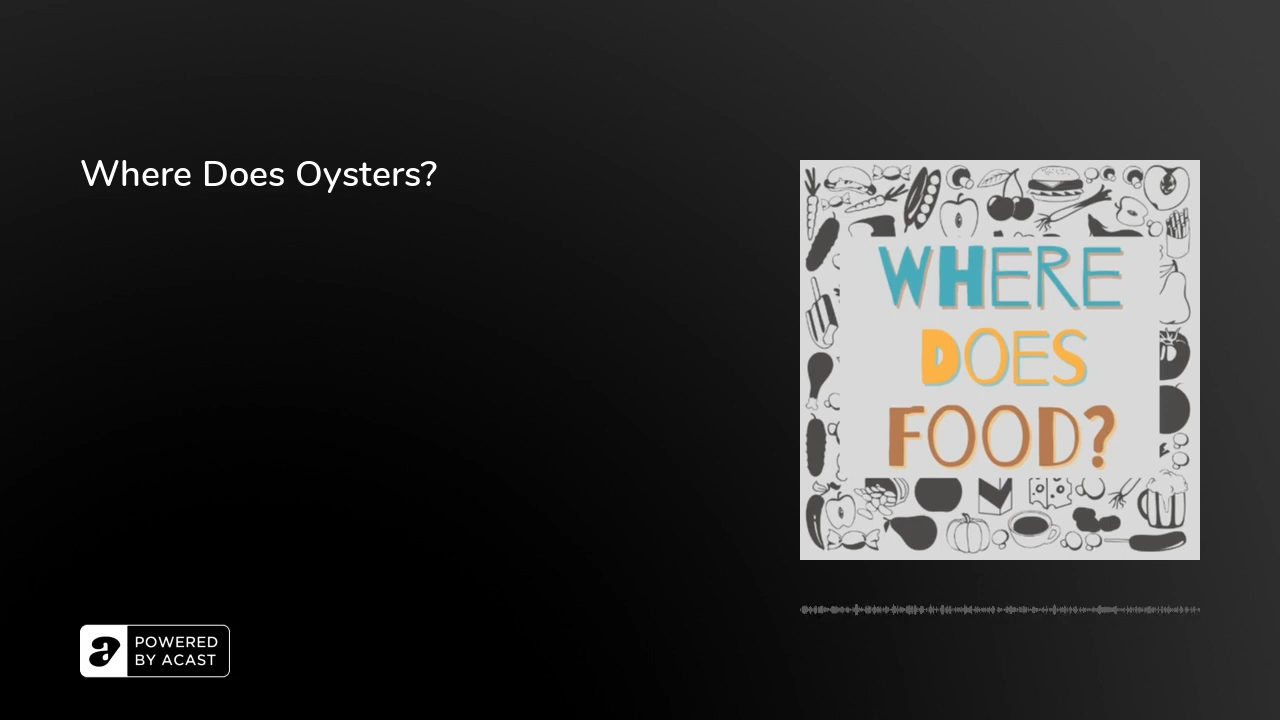 Where Does Oysters?
WHERE
DOES
FOOD?
a POWERED
BY ACAST